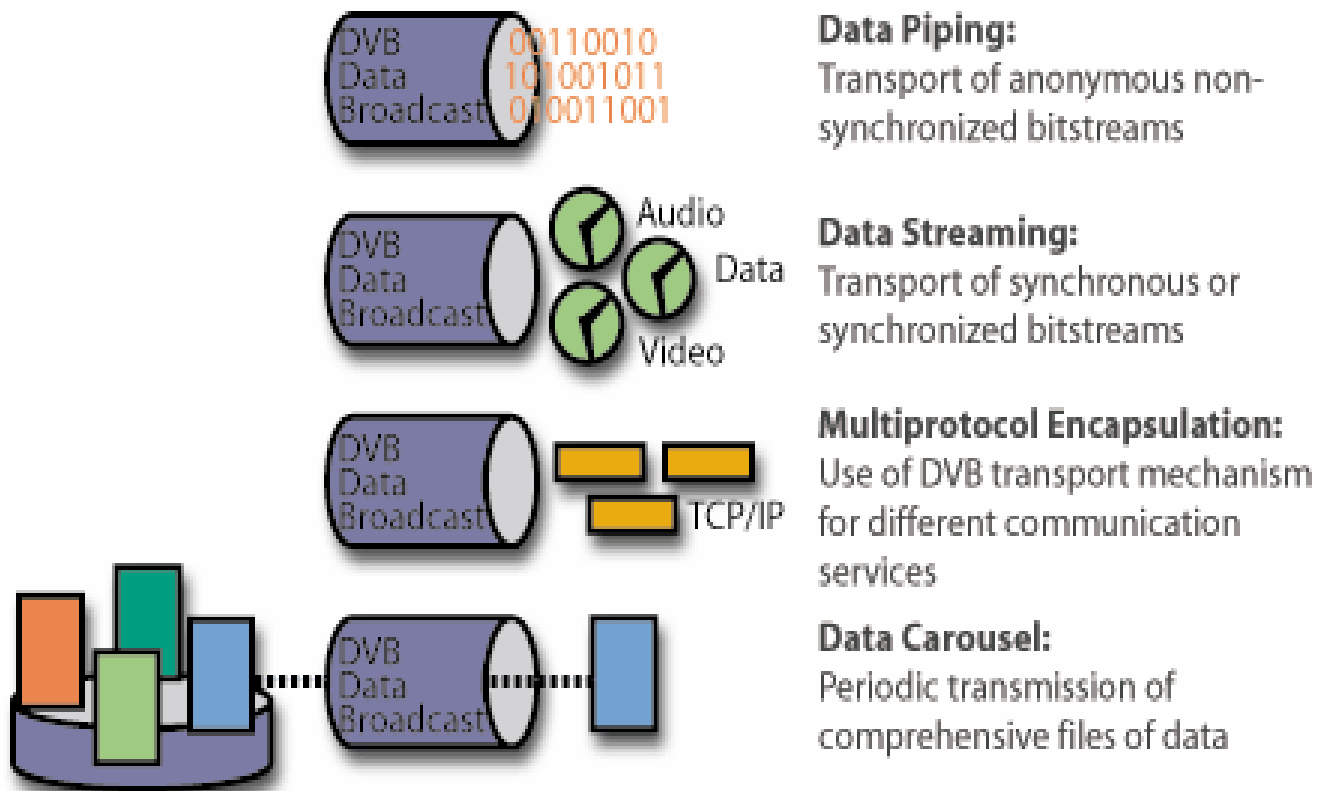 DVB
Data
Broadcast
00110010
101001011
010011001
Data Piping:
Transport of anonymous non-
synchronized bitstreams
DVB
Data
Broadcast
Audio
Data
Video
Data Streaming:
Transport of synchronous or
synchronized bitstreams
DVB
Data
Broadcast
TCP/IP
Multiprotocol Encapsulation:
Use of DVB transport mechanism
for different communication
services
DVB
Data
Broadcast
Data Carousel:
Periodic transmission of
comprehensive files of data